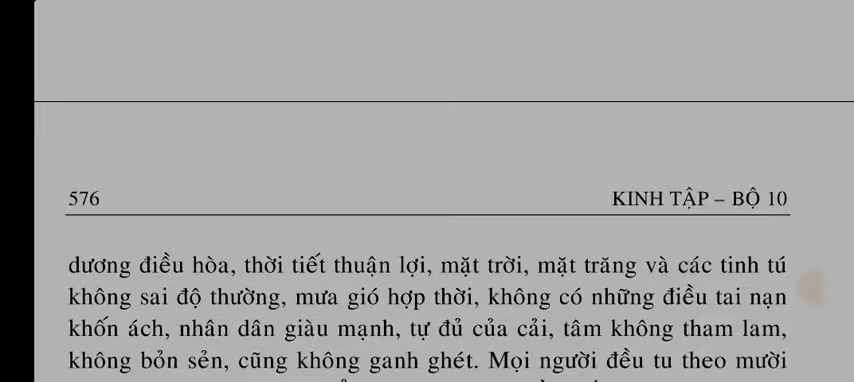 576
KINH TẬP – BỘ 10
dương điều hòa, thời tiết thuận lợi, mặt trời, mặt trăng và các tinh tú
không sai độ thường, mưa gió hợp thời, không có những điều tai nạn
khốn ách, nhân dân giàu mạnh, tự đủ của cải, tâm không tham lam,
không bỏn sẻn, cũng không ganh ghét. Mọi người đều tu theo mười